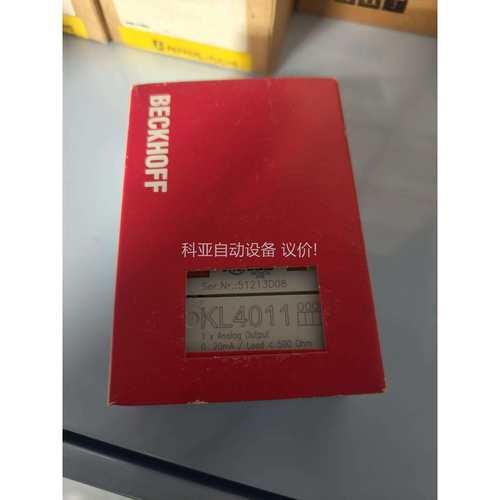 BECKHOFF
科亚自动设备 议价!
Ser.Nr.:51213D08
KL4011
1 x Analog Output
0..20mA / Load < 500 Ohm